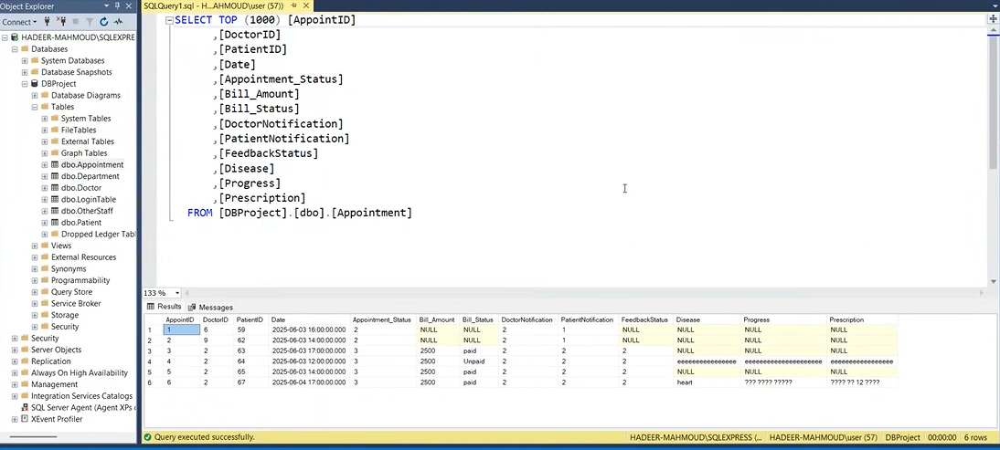 Object Explorer
SQLQuery1.sql - H...AHMOUD\user (57))
Connect
HADEER-MAHMOUD\SQLEXPRE
Databases
System Databases
Database Snapshots
DBProject
Database Diagrams
Tables
System Tables
FileTables
External Tables
Graph Tables
dbo.Appointment
dbo.Department
dbo.Doctor
dbo.LoginTable
dbo.OtherStaff
dbo.Patient
Dropped Ledger Tabl
Views
External Resources
Synonyms
Programmability
Query Store
Service Broker
Storage
Security
Security
Server Objects
Replication
Always On High Availability
Management
Integration Services Catalogs
SQL Server Agent (Agent XPs
XEvent Profiler
SELECT TOP (1000) [AppointID]
,[DoctorID]
,[PatientID]
,[Date]
,[Appointment_Status]
,[Bill_Amount]
,[Bill_Status]
,[DoctorNotification]
,[PatientNotification]
,[FeedbackStatus]
,[Disease]
,[Progress]
,[Prescription]
FROM [DBProject].[dbo].[Appointment]
133 %
Results Messages
AppointID DoctorID PatientID Date Appointment_Status Bill_Amount Bill_Status DoctorNotification PatientNotification FeedbackStatus Disease Progress Prescription
1 1 6 59 2025-06-03 16:00:00.000 2 NULL NULL 2 1 NULL NULL NULL NULL
2 2 9 62 2025-06-03 14:00:00.000 2 NULL NULL 2 1 NULL NULL NULL NULL
3 3 2 63 2025-06-03 17:00:00.000 3 2500 paid 2 2 2 NULL NULL NULL
4 4 2 64 2025-06-03 12:00:00.000 3 2500 Unpaid 2 2 2 eeeeeeeeeeeeeeee eeeeeeeeeeeeeeeeeeeee eeeeeeeeeeeeeeeee
5 5 2 65 2025-06-03 14:00:00.000 3 2500 paid 2 2 2 NULL NULL NULL
6 6 2 67 2025-06-04 17:00:00.000 3 2500 paid 2 2 2 heart ??? ???? ????? ???? ?? 12 ????
Query executed successfully.
HADEER-MAHMOUD\SQLEXPRESS (... HADEER-MAHMOUD\user (57) DBProject 00:00:00 6 rows